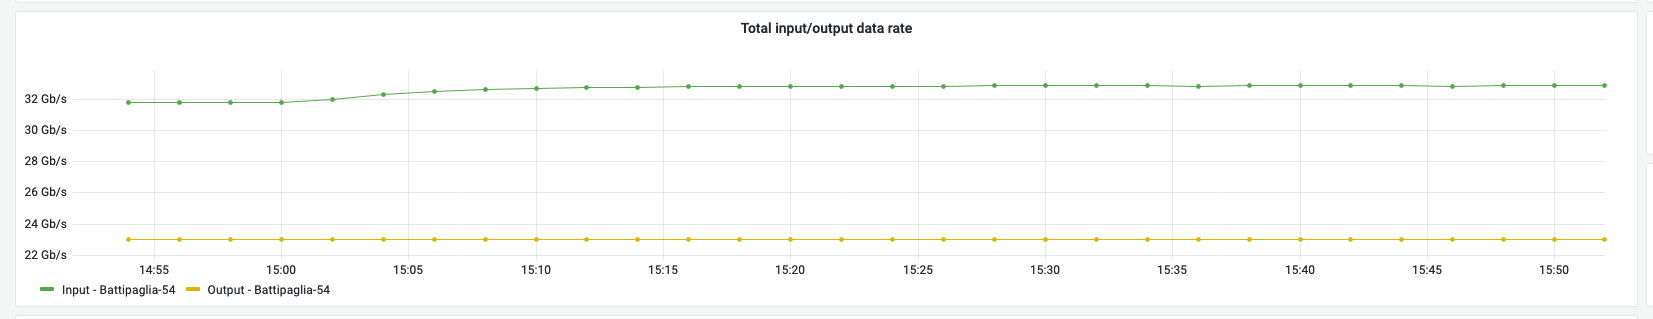 Total input/output data rate
32 Gb/s
30 Gb/s
28 Gb/s
26 Gb/s
24 Gb/s
22 Gb/s
14:55 15:00 15:05 15:10 15:15 15:20 15:25 15:30 15:35 15:40 15:45 15:50
Input - Battipaglia-54 Output - Battipaglia-54